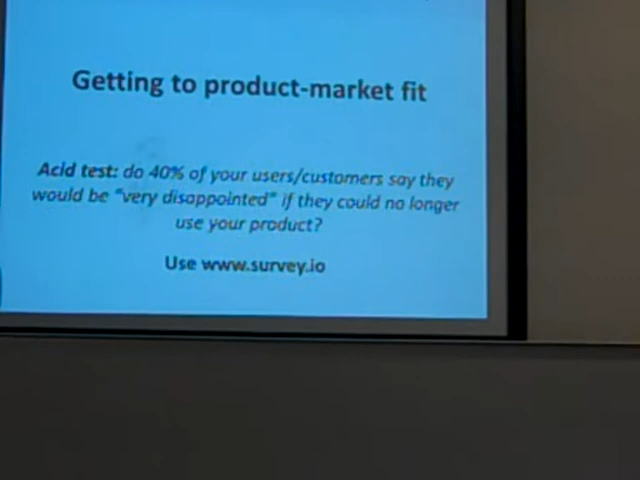 Getting to product-market fit
Acid test: do 40% of your users/customers say they
would be "very disappointed" if they could no longer
use your product?
Use www.survey.io